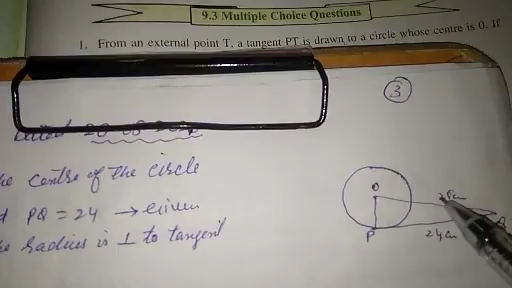 9.3 Multiple Choice Questions
1. From an external point T, a tangent PT is drawn to a circle whose centre is O. If
3
he centre of the circle
PQ = 24 → Given
radius is ⊥ to tangent
O
P
24cm